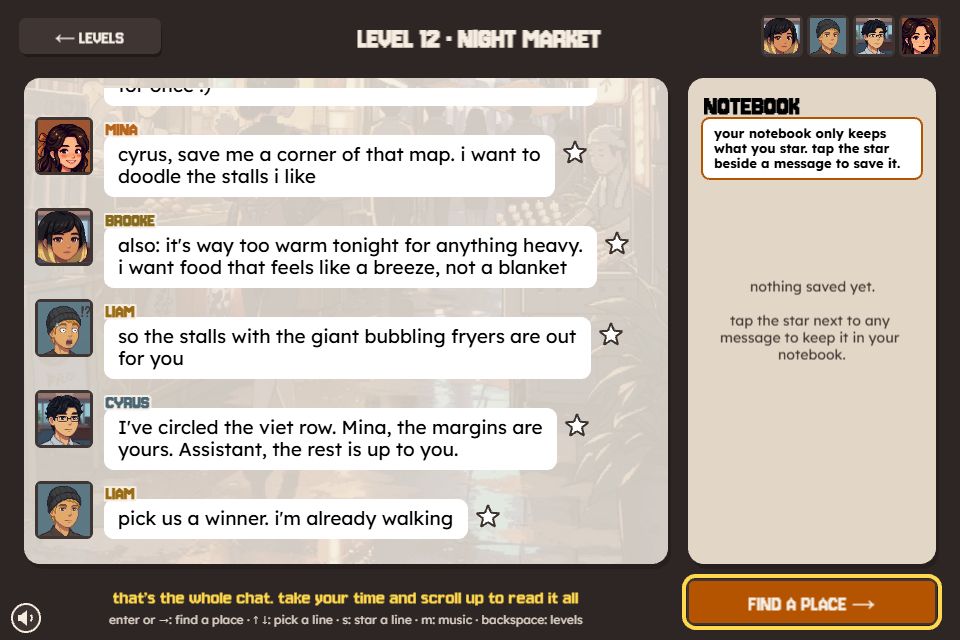 ← LEVELS
LEVEL 12 · NIGHT MARKET
for once :)
MINA
cyrus, save me a corner of that map. i want to
doodle the stalls i like
BROOKE
also: it's way too warm tonight for anything heavy.
i want food that feels like a breeze, not a blanket
LIAM
so the stalls with the giant bubbling fryers are out
for you
CYRUS
I've circled the viet row. Mina, the margins are
yours. Assistant, the rest is up to you.
LIAM
pick us a winner. i'm already walking
NOTEBOOK
your notebook only keeps
what you star. tap the star
beside a message to save it.
nothing saved yet.
tap the star next to any
message to keep it in your
notebook.
that's the whole chat. take your time and scroll up to read it all
enter or →: find a place · ↑ ↓: pick a line · s: star a line · m: music · backspace: levels
FIND A PLACE →